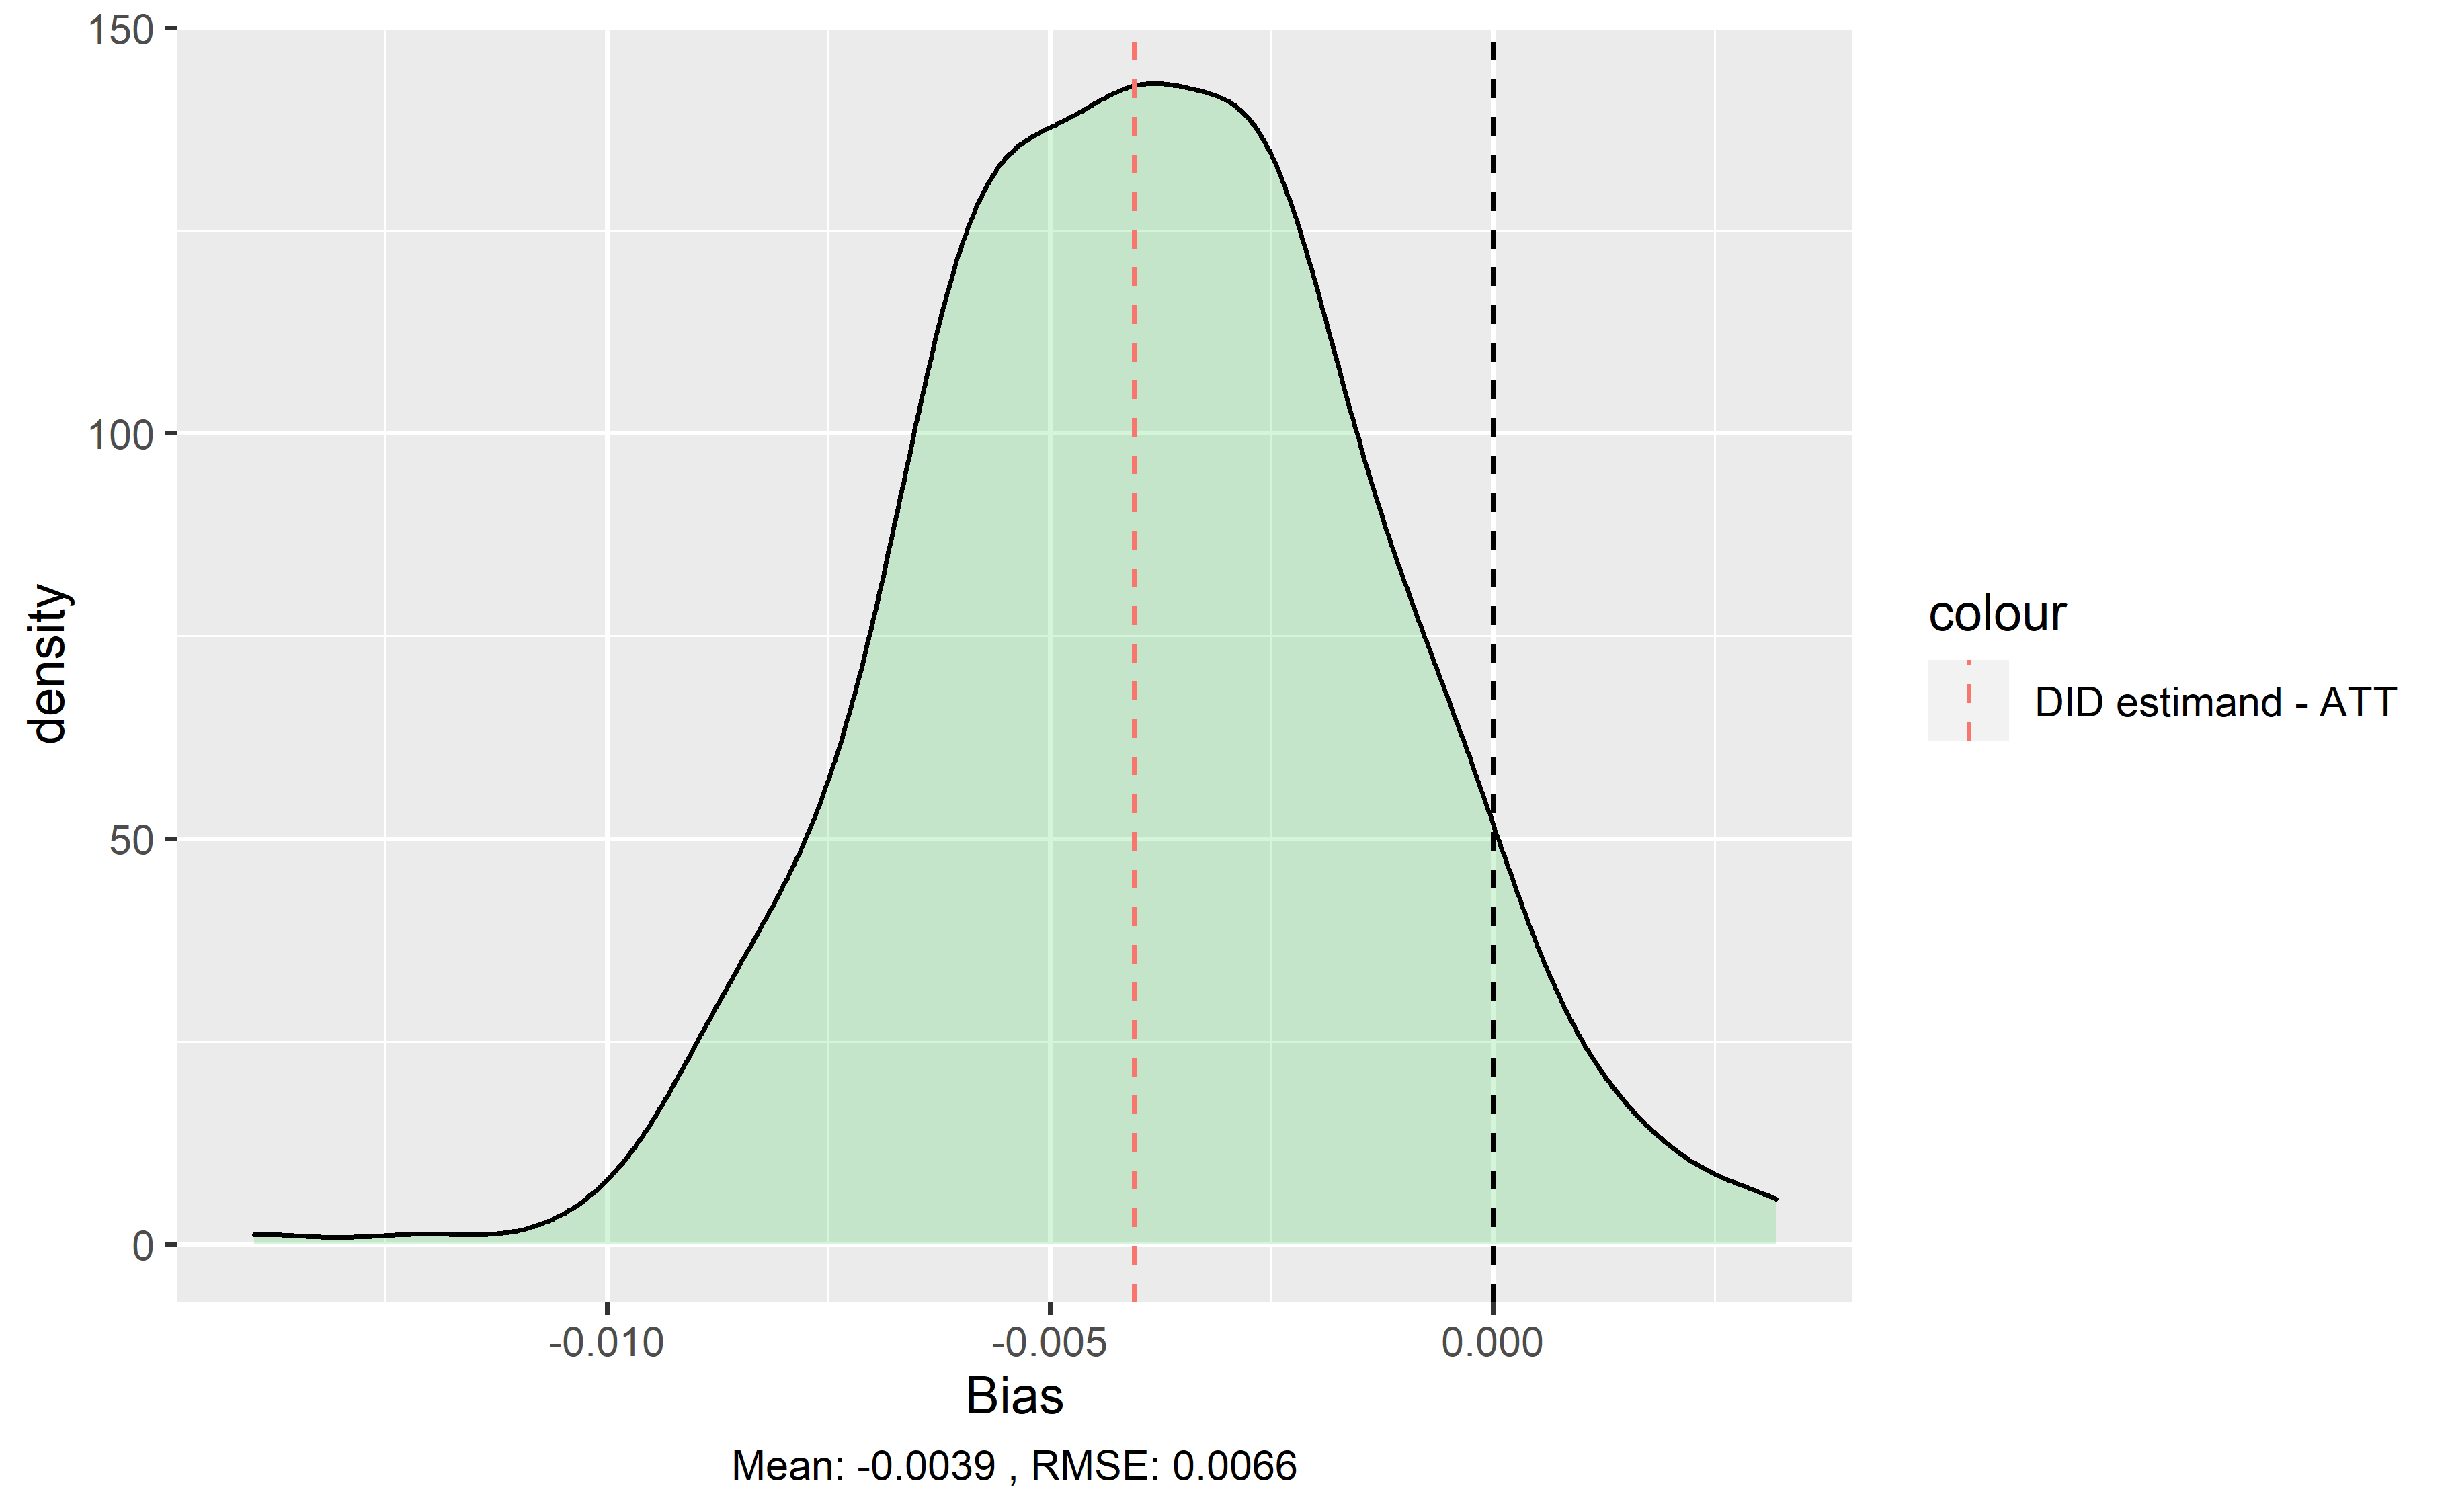 150
100
50
0
density
-0.010
-0.005
0.000
Bias
Mean: -0.0039 , RMSE: 0.0066
colour
DID estimand - ATT